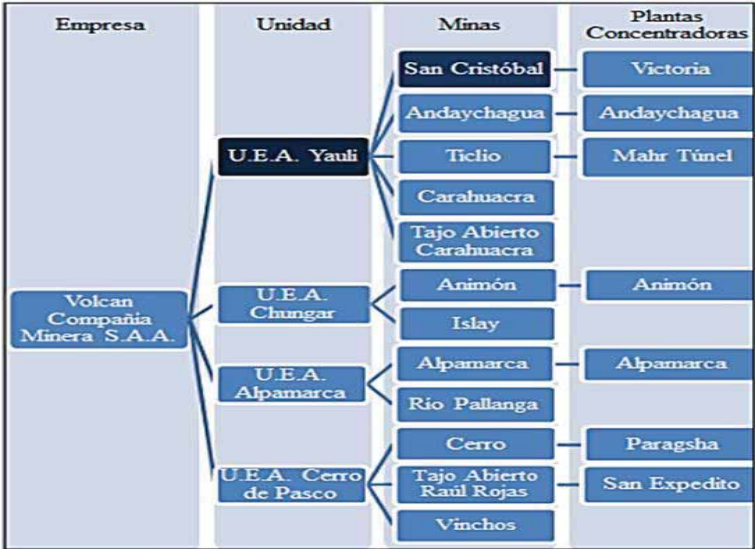 Empresa
Unidad
Minas
Plantas
Concentradoras
San Cristóbal
Victoria
Andaychagua
Andaychagua
U.E.A. Yauli
Ticlio
Mahr Túnel
Carahuacra
Tajo Abierto
Carahuacra
Volcan
Compañia
Minera S.A.A.
U.E.A.
Chungar
Animón
Animón
Islay
U.E.A.
Alpamarca
Alpamarca
Alpamarca
Rio Pallanga
U.E.A. Cerro
de Pasco
Cerro
Paragsha
Tajo Abierto
Raúl Rojas
San Expedito
Vinchos